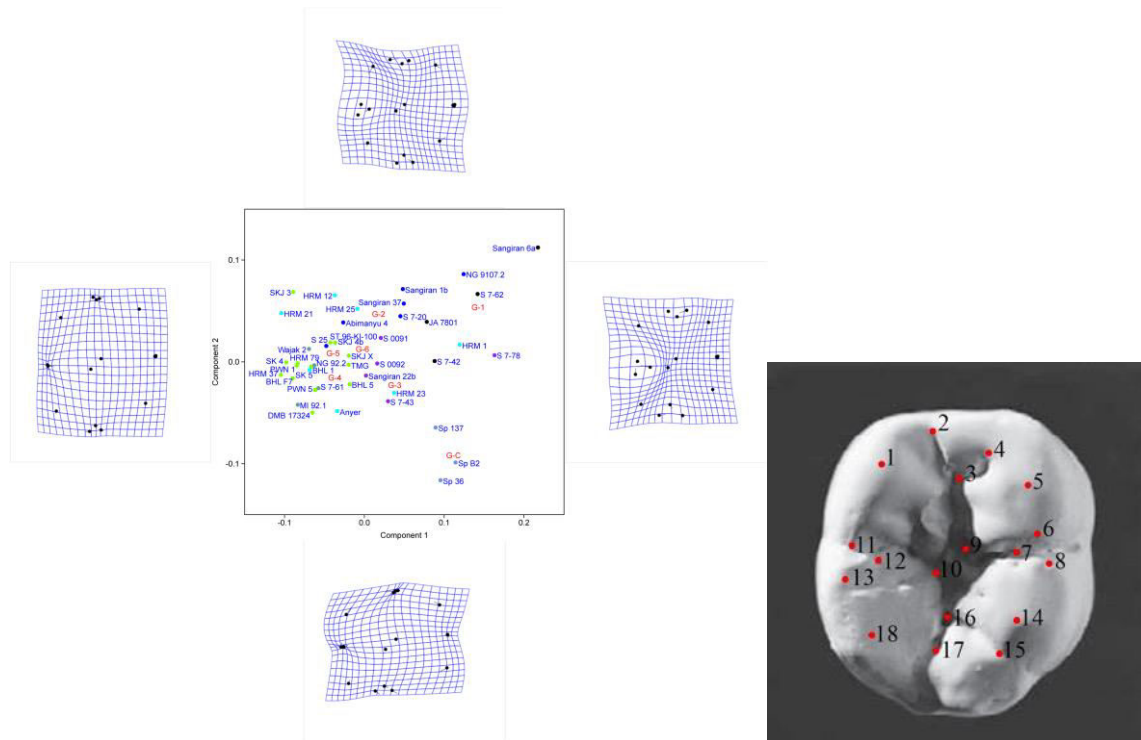 0.1
0.0
-0.1
-0.1
0.0
0.1
0.2
Component 1
Component 2
Sangiran 6a
NG 9107.2
SKJ 3
HRM 12
Sangiran 1b
S 7-62
HRM 21
HRM 25
Sangiran 37
G-1
G-2
S 7-20
JA 7801
Abimanyu 4
ST 96-KI-100
S 25
SKJ 4b
S 0091
HRM 1
Wajak 2
G-5
G-6
S 7-78
SK 4
HRM 79
NG 92.2
SKJ X
S 0092
S 7-42
PWN 1
BHL 1
TMG
HRM 37
SK 5
Sangiran 22b
BHL F7
G-4
PWN 5
S 7-61
BHL 5
G-3
HRM 23
MI 92.1
S 7-43
DMB 17324
Anyer
Sp 137
G-C
Sp B2
Sp 36
2
4
1
3
5
6
11
9
7
12
8
13
10
16
14
18
17
15